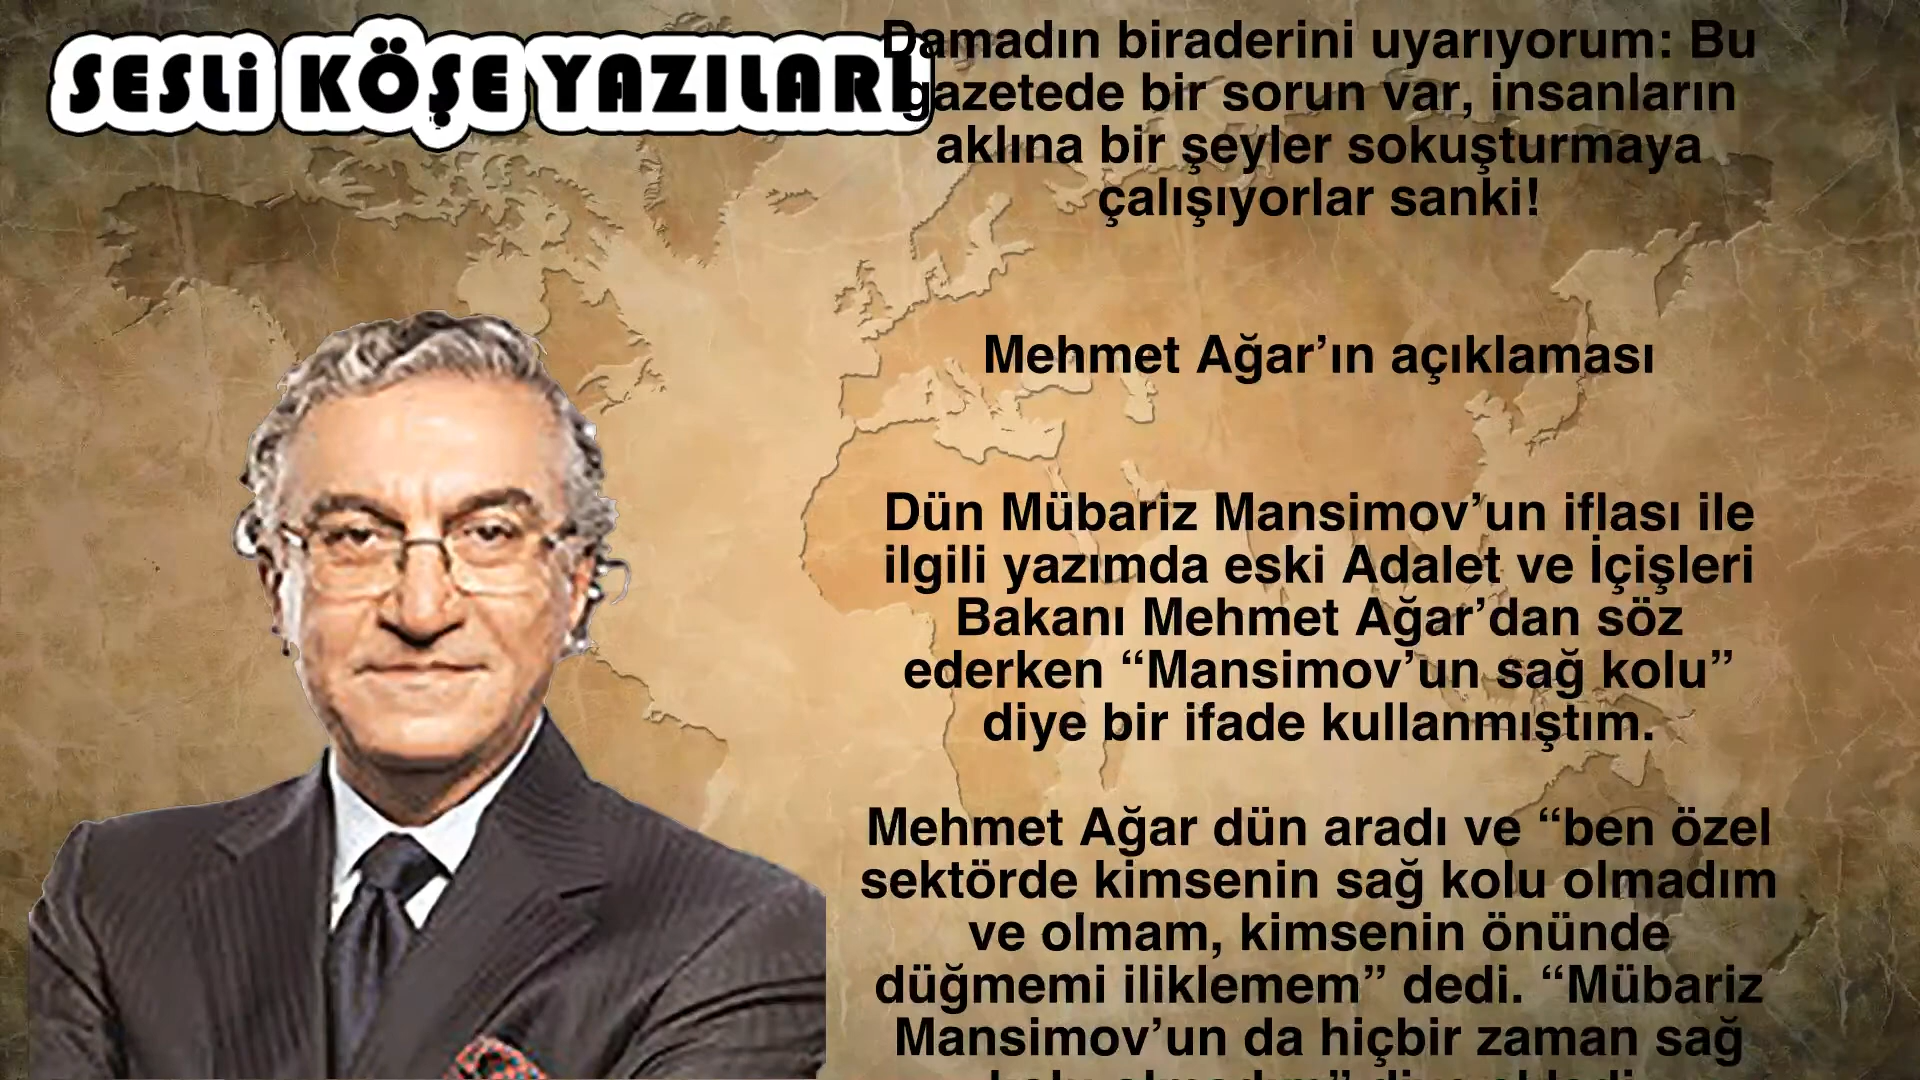 SESLİ KÖŞE YAZILARI
Damadın biraderini uyarıyorum: Bu
gazetede bir sorun var, insanların
aklına bir şeyler sokuşturmaya
çalışıyorlar sanki!
Mehmet Ağar’ın açıklaması
Dün Mübariz Mansimov’un iflası ile
ilgili yazımda eski Adalet ve İçişleri
Bakanı Mehmet Ağar’dan söz
ederken “Mansimov’un sağ kolu”
diye bir ifade kullanmıştım.
Mehmet Ağar dün aradı ve “ben özel
sektörde kimsenin sağ kolu olmadım
ve olmam, kimsenin önünde
düğmemi iliklemem” dedi. “Mübariz
Mansimov’un da hiçbir zaman sağ